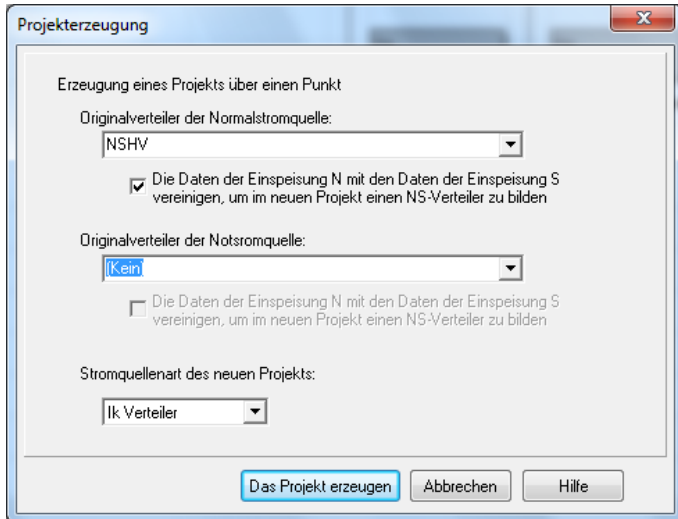 Projekterzeugung
Erzeugung eines Projekts über einen Punkt
Originalverteiler der Normalstromquelle:
NSHV
Die Daten der Einspeisung N mit den Daten der Einspeisung S
vereinigen, um im neuen Projekt einen NS-Verteiler zu bilden
Originalverteiler der Notsromquelle:
(Kein)
Die Daten der Einspeisung N mit den Daten der Einspeisung S
vereinigen, um im neuen Projekt einen NS-Verteiler zu bilden
Stromquellenart des neuen Projekts:
Ik Verteiler
Das Projekt erzeugen Abbrechen Hilfe